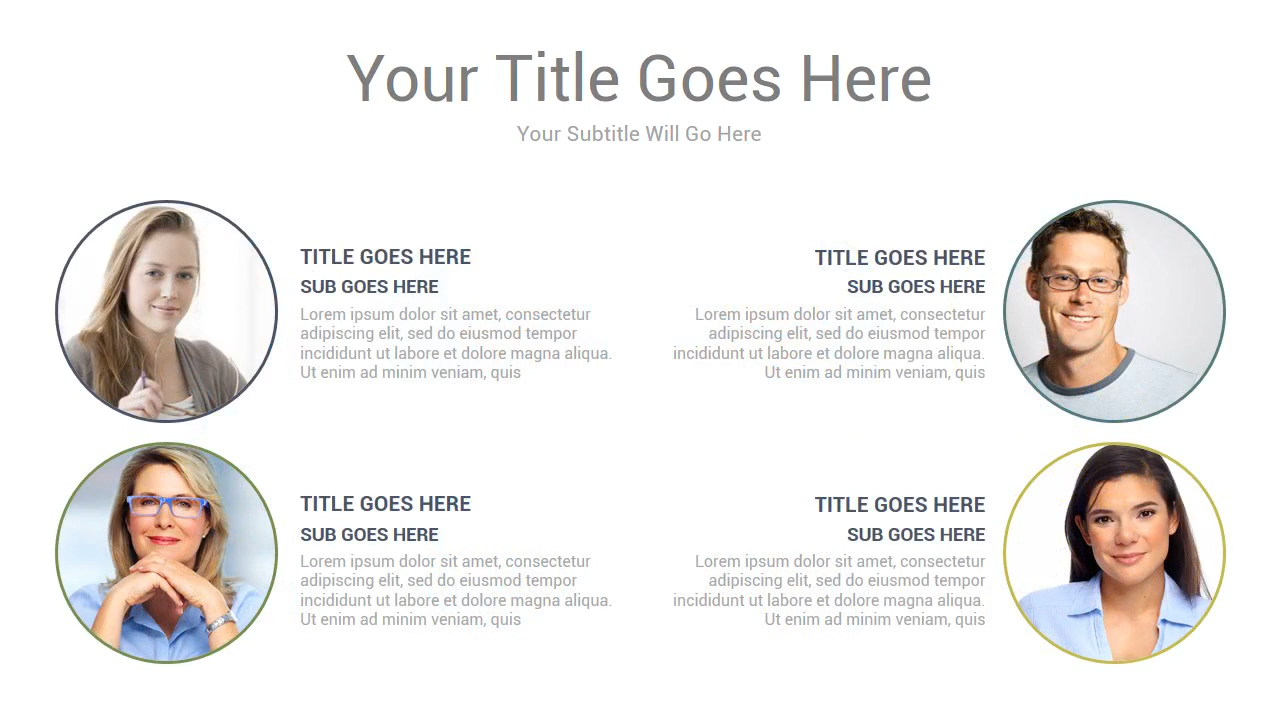 Your Title Goes Here
Your Subtitle Will Go Here
TITLE GOES HERE
SUB GOES HERE
Lorem ipsum dolor sit amet, consectetur
adipiscing elit, sed do eiusmod tempor
incididunt ut labore et dolore magna aliqua.
Ut enim ad minim veniam, quis
TITLE GOES HERE
SUB GOES HERE
Lorem ipsum dolor sit amet, consectetur
adipiscing elit, sed do eiusmod tempor
incididunt ut labore et dolore magna aliqua.
Ut enim ad minim veniam, quis
TITLE GOES HERE
SUB GOES HERE
Lorem ipsum dolor sit amet, consectetur
adipiscing elit, sed do eiusmod tempor
incididunt ut labore et dolore magna aliqua.
Ut enim ad minim veniam, quis
TITLE GOES HERE
SUB GOES HERE
Lorem ipsum dolor sit amet, consectetur
adipiscing elit, sed do eiusmod tempor
incididunt ut labore et dolore magna aliqua.
Ut enim ad minim veniam, quis